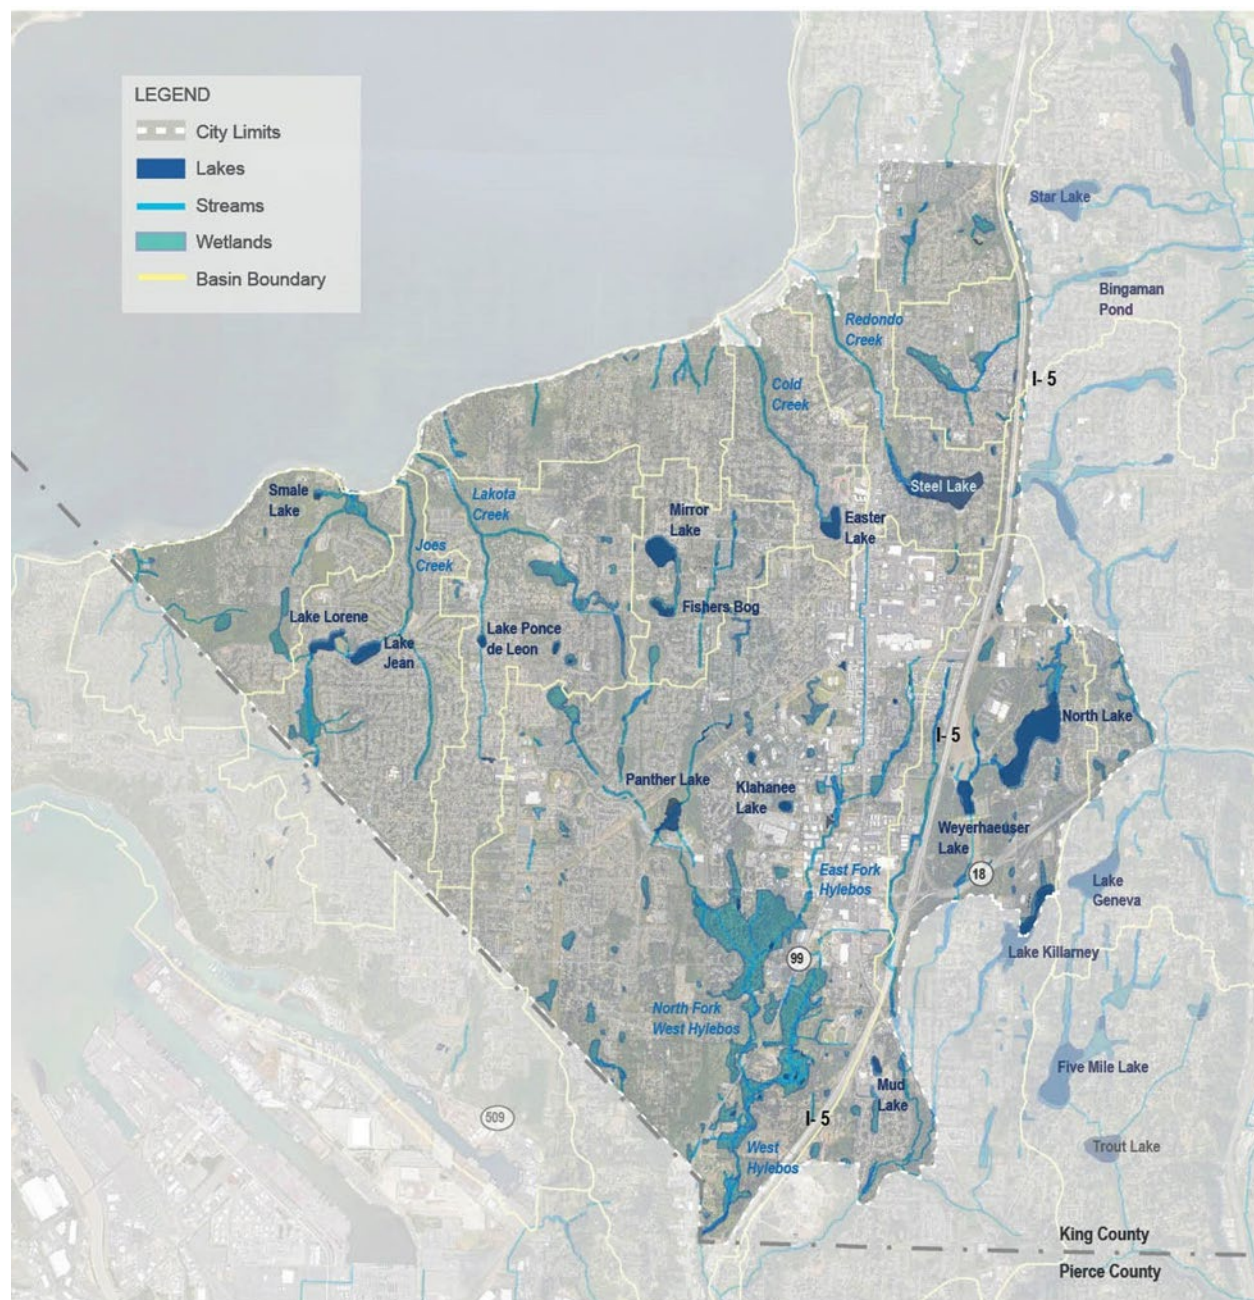 LEGEND
City Limits
Lakes
Streams
Wetlands
Basin Boundary
Star Lake
Bingaman
Pond
Redondo
Creek
I- 5
Cold
Creek
Steel Lake
Smale
Lake
Lakota
Creek
Mirror
Lake
Easter
Lake
Joes
Creek
Fishers Bog
Lake Lorene
Lake
Jean
Lake Ponce
de Leon
North Lake
I- 5
Panther Lake
Klahanee
Lake
Weyerhaeuser
Lake
East Fork
Hylebos
18
Lake
Geneva
Lake Killarney
99
North Fork
West Hylebos
Five Mile Lake
Mud
Lake
509
I- 5
Trout Lake
West
Hylebos
King County
Pierce County